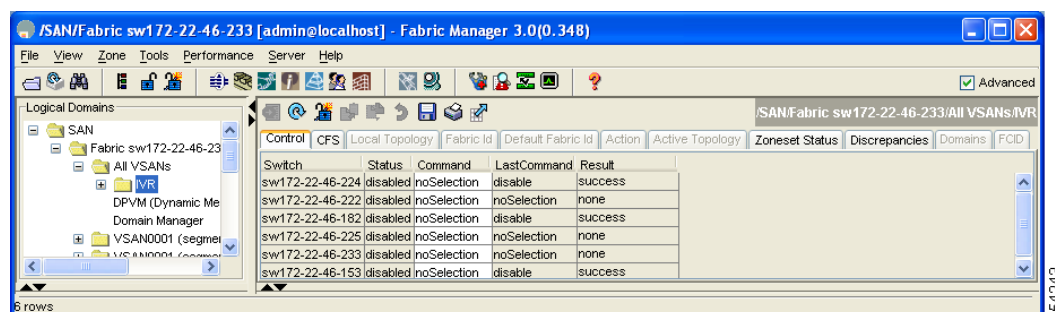 /SAN/Fabric sw172-22-46-233 [admin@localhost] - Fabric Manager 3.0(0.348)
File View Zone Tools Performance Server Help
Advanced
Logical Domains
/SAN/Fabric sw172-22-46-233/All VSANs/IVR
SAN
Fabric sw172-22-46-23
All VSANs
IVR
DPVM (Dynamic Me
Domain Manager
VSAN0001 (segmen
Control CFS Local Topology Fabric Id Default Fabric Id Action Active Topology Zoneset Status Discrepancies Domains FCID
Switch Status Command LastCommand Result
sw172-22-46-224 disabled noSelection disable success
sw172-22-46-222 disabled noSelection noSelection none
sw172-22-46-182 disabled noSelection disable success
sw172-22-46-225 disabled noSelection noSelection none
sw172-22-46-233 disabled noSelection noSelection none
sw172-22-46-153 disabled noSelection disable success
6 rows